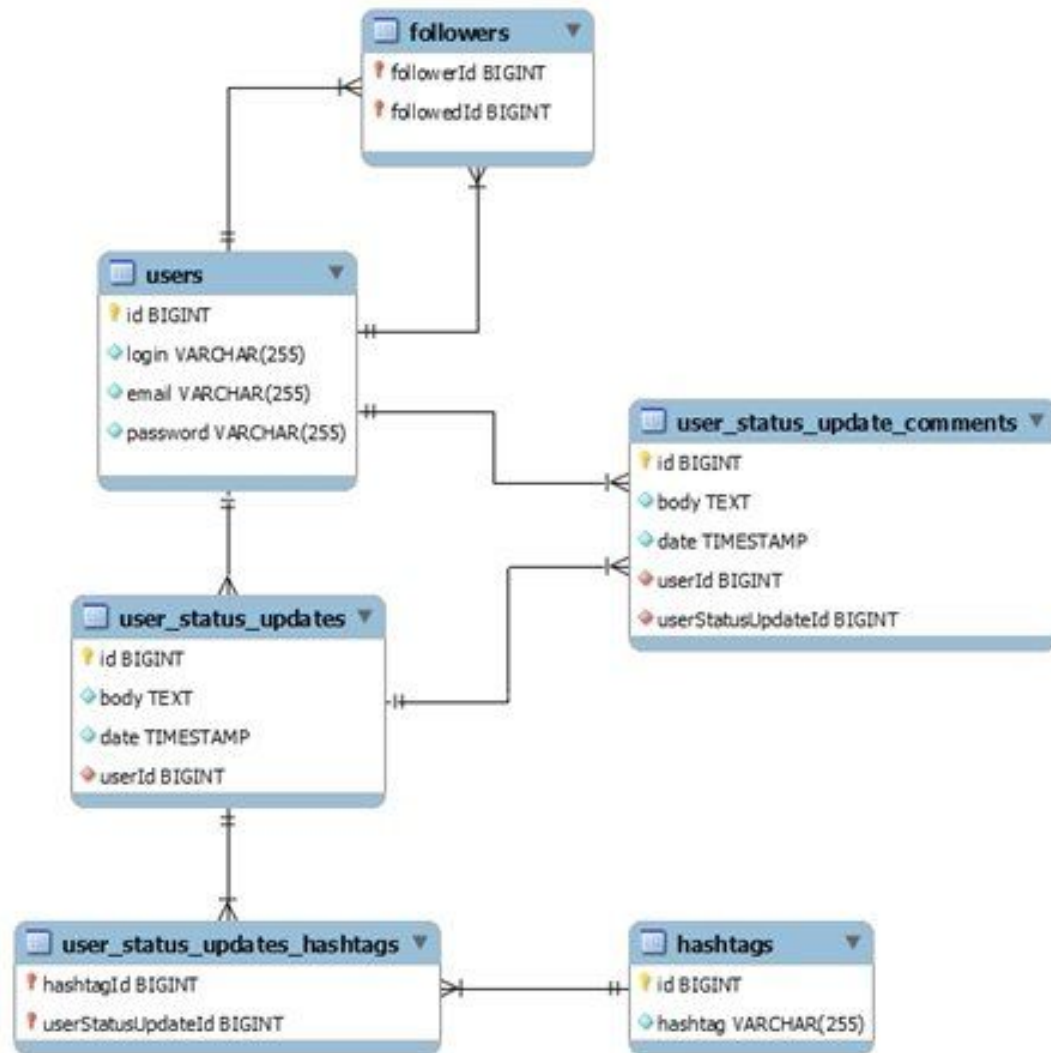 followers
followerId BIGINT
followedId BIGINT
users
id BIGINT
login VARCHAR(255)
email VARCHAR(255)
password VARCHAR(255)
user_status_update_comments
id BIGINT
body TEXT
date TIMESTAMP
userId BIGINT
userStatusUpdateId BIGINT
user_status_updates
id BIGINT
body TEXT
date TIMESTAMP
userId BIGINT
user_status_updates_hashtags
hashtagId BIGINT
userStatusUpdateId BIGINT
hashtags
id BIGINT
hashtag VARCHAR(255)